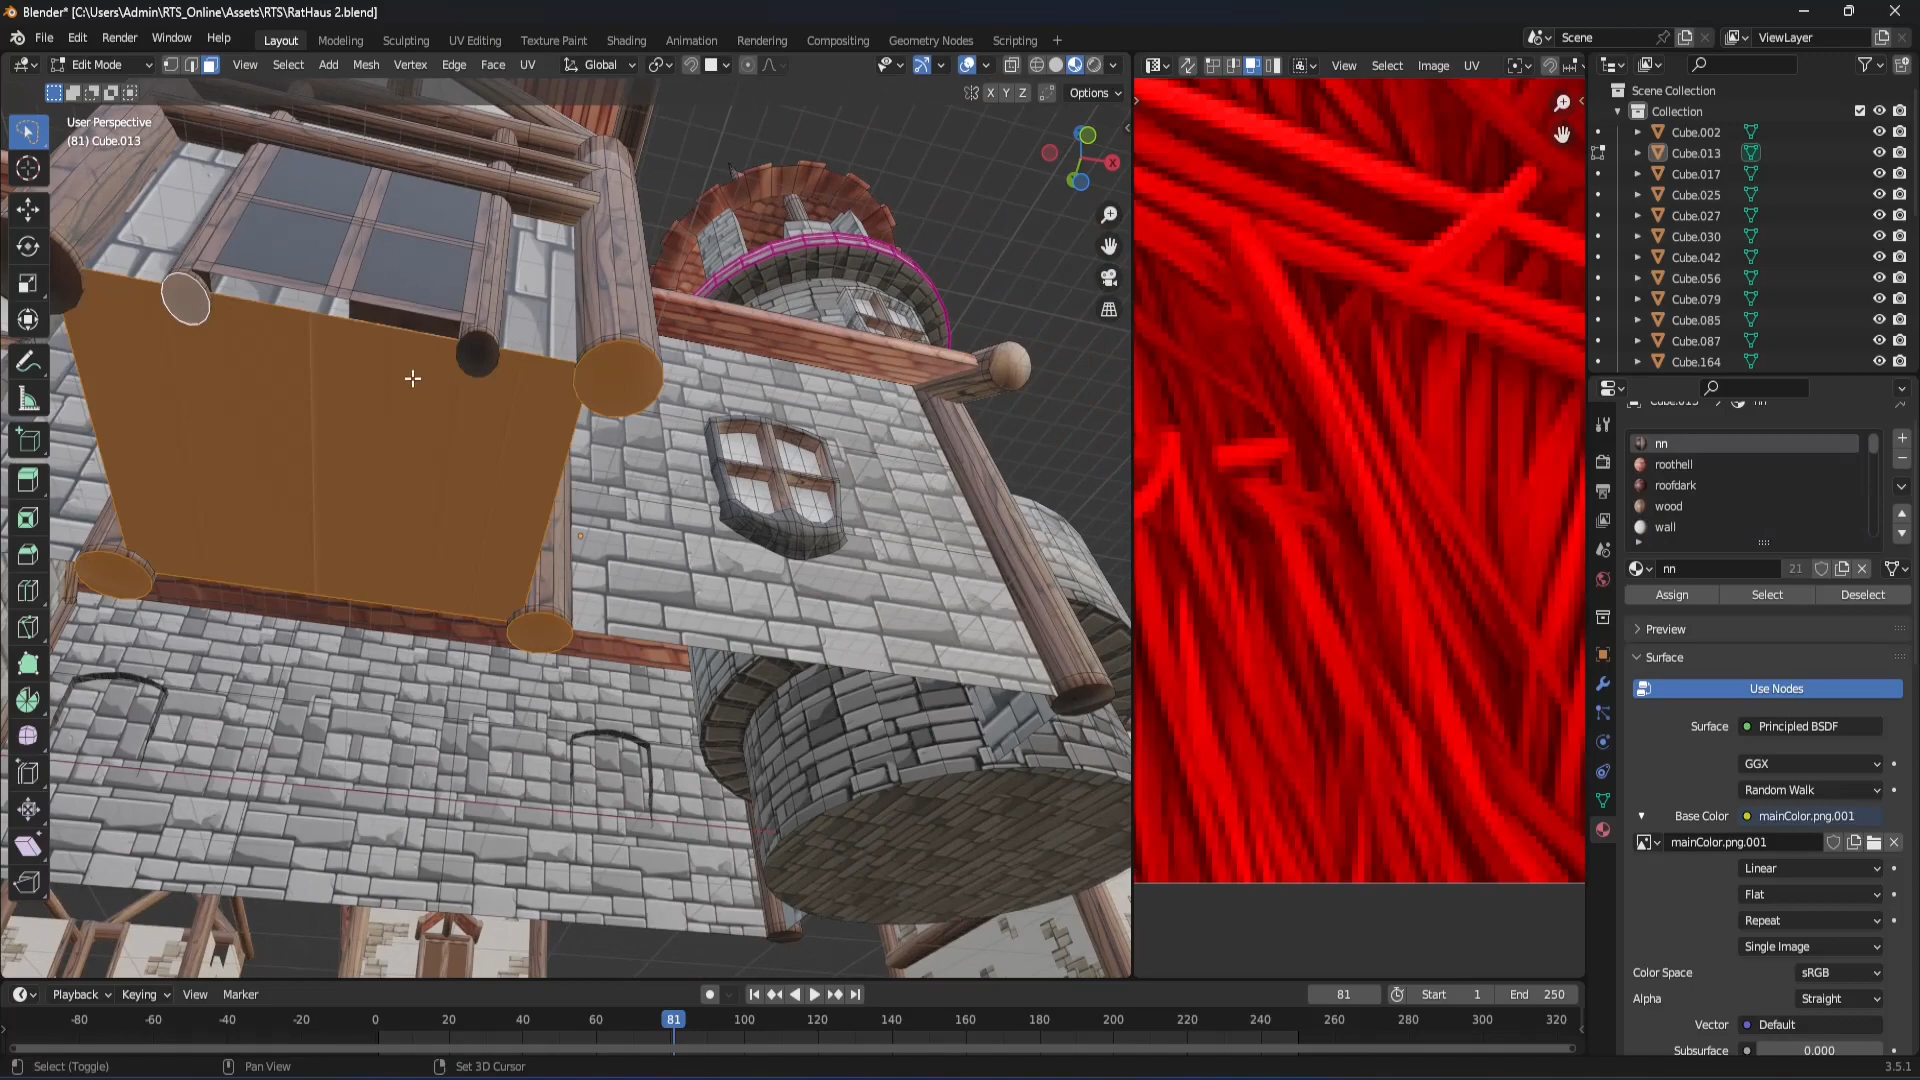 Blender* [C:\Users\Admin\RTS_Online\Assets\RTS\RatHaus 2.blend]
File Edit Render Window Help Layout Modeling Sculpting UV Editing Texture Paint Shading Animation Rendering Compositing Geometry Nodes Scripting + Scene ViewLayer
Edit Mode View Select Add Mesh Vertex Edge Face UV Global View Select Image UV
X Y Z Options
User Perspective
(81) Cube.013
X
Scene Collection
Collection
Cube.002
Cube.013
Cube.017
Cube.025
Cube.027
Cube.030
Cube.042
Cube.056
Cube.079
Cube.085
Cube.087
Cube.164
Cube.013 nn
nn
roothell
roofdark
wood
wall
nn 21
Assign Select Deselect
Preview
Surface
Use Nodes
Surface Principled BSDF
GGX
Random Walk
Base Color mainColor.png.001
mainColor.png.001
Linear
Flat
Repeat
Single Image
Color Space sRGB
Alpha Straight
Vector Default
Subsurface 0.000
Playback Keying View Marker 81 Start 1 End 250
-80 -60 -40 -20 0 20 40 60 81 100 120 140 160 180 200 220 240 260 280 300 320
Select (Toggle) Pan View Set 3D Cursor 3.5.1